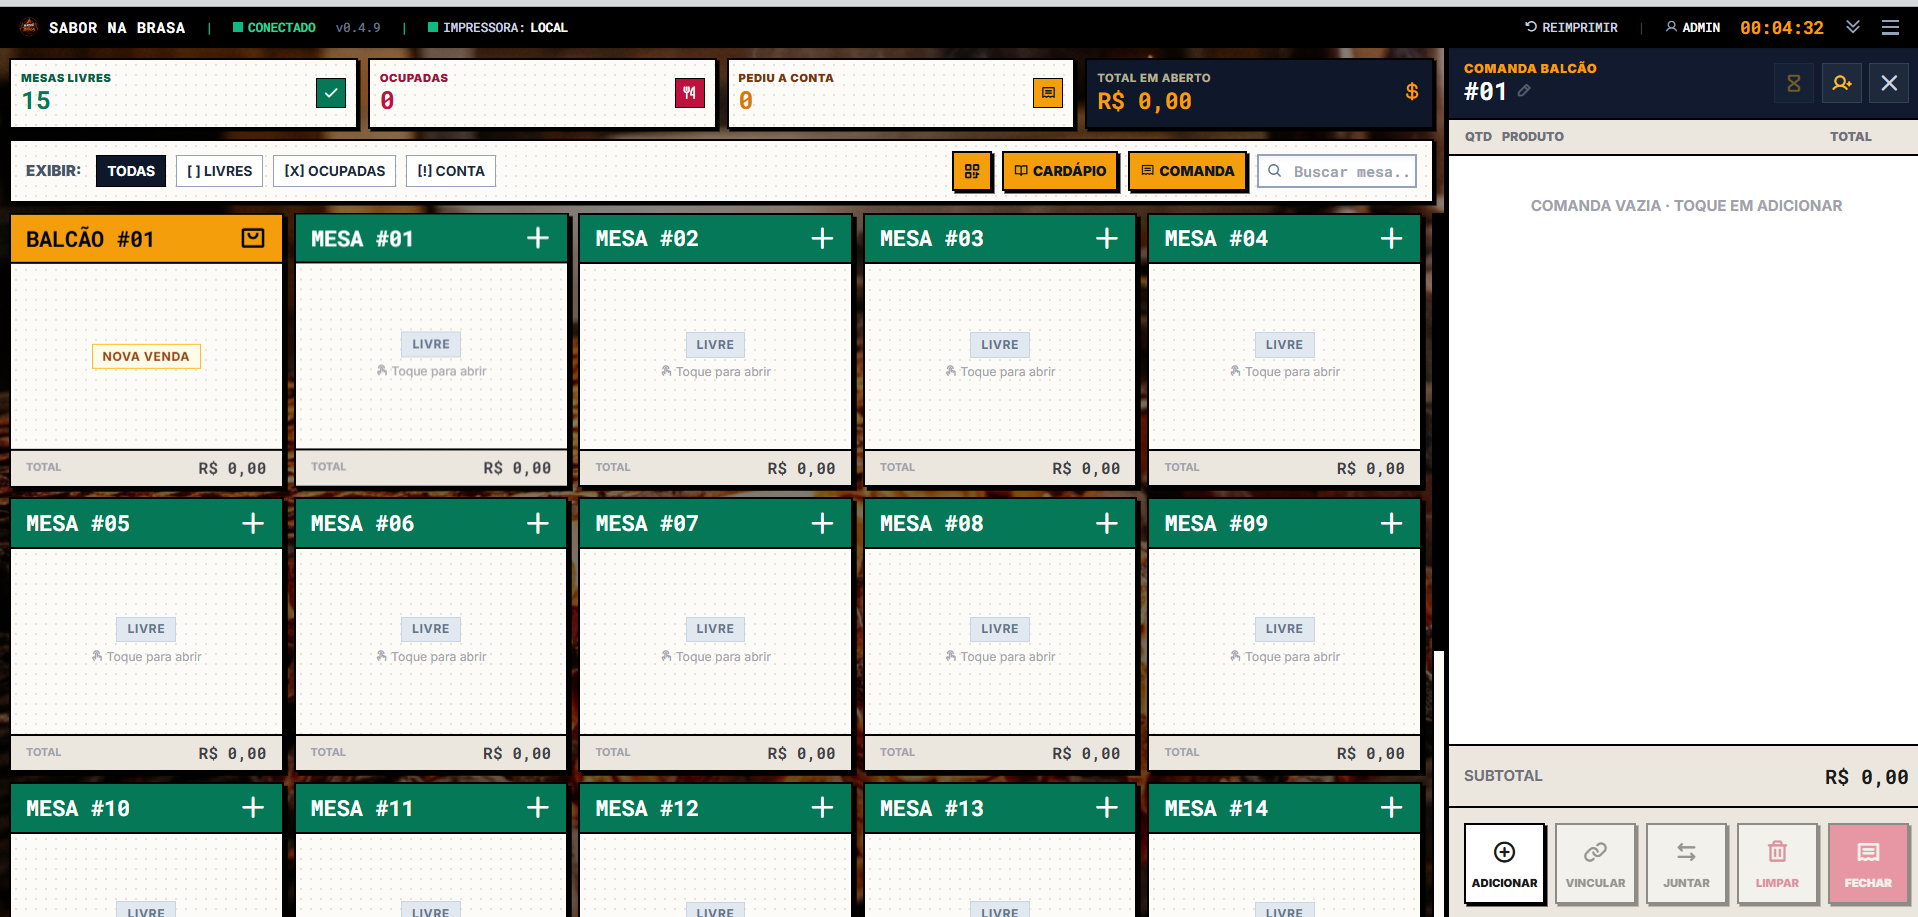 SABOR NA BRASA | CONECTADO v0.4.9 | IMPRESSORA: LOCAL
REIMPRIMIR | ADMIN 00:04:32
MESAS LIVRES
15
OCUPADAS
0
PEDIU A CONTA
0
TOTAL EM ABERTO
R$ 0,00
$
EXIBIR: TODAS [ ] LIVRES [X] OCUPADAS [!] CONTA
CARDÁPIO COMANDA Buscar mesa..
BALCÃO #01
NOVA VENDA
TOTAL R$ 0,00
MESA #01
LIVRE
Toque para abrir
TOTAL R$ 0,00
MESA #02
LIVRE
Toque para abrir
TOTAL R$ 0,00
MESA #03
LIVRE
Toque para abrir
TOTAL R$ 0,00
MESA #04
LIVRE
Toque para abrir
TOTAL R$ 0,00
MESA #05
LIVRE
Toque para abrir
TOTAL R$ 0,00
MESA #06
LIVRE
Toque para abrir
TOTAL R$ 0,00
MESA #07
LIVRE
Toque para abrir
TOTAL R$ 0,00
MESA #08
LIVRE
Toque para abrir
TOTAL R$ 0,00
MESA #09
LIVRE
Toque para abrir
TOTAL R$ 0,00
MESA #10
LIVRE
MESA #11
LIVRE
MESA #12
LIVRE
MESA #13
LIVRE
MESA #14
LIVRE
COMANDA BALCÃO
#01
QTD PRODUTO TOTAL
COMANDA VAZIA · TOQUE EM ADICIONAR
SUBTOTAL R$ 0,00
ADICIONAR VINCULAR JUNTAR LIMPAR FECHAR